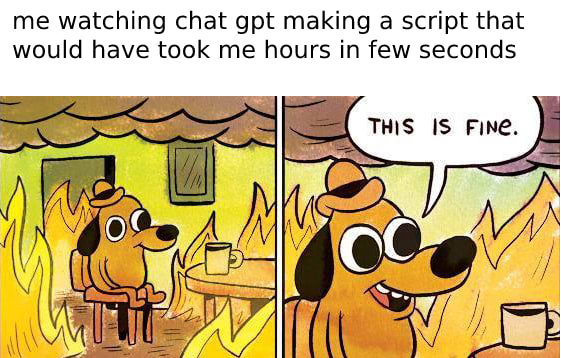 me watching chat gpt making a script that
would have took me hours in few seconds
THIS IS FINE.